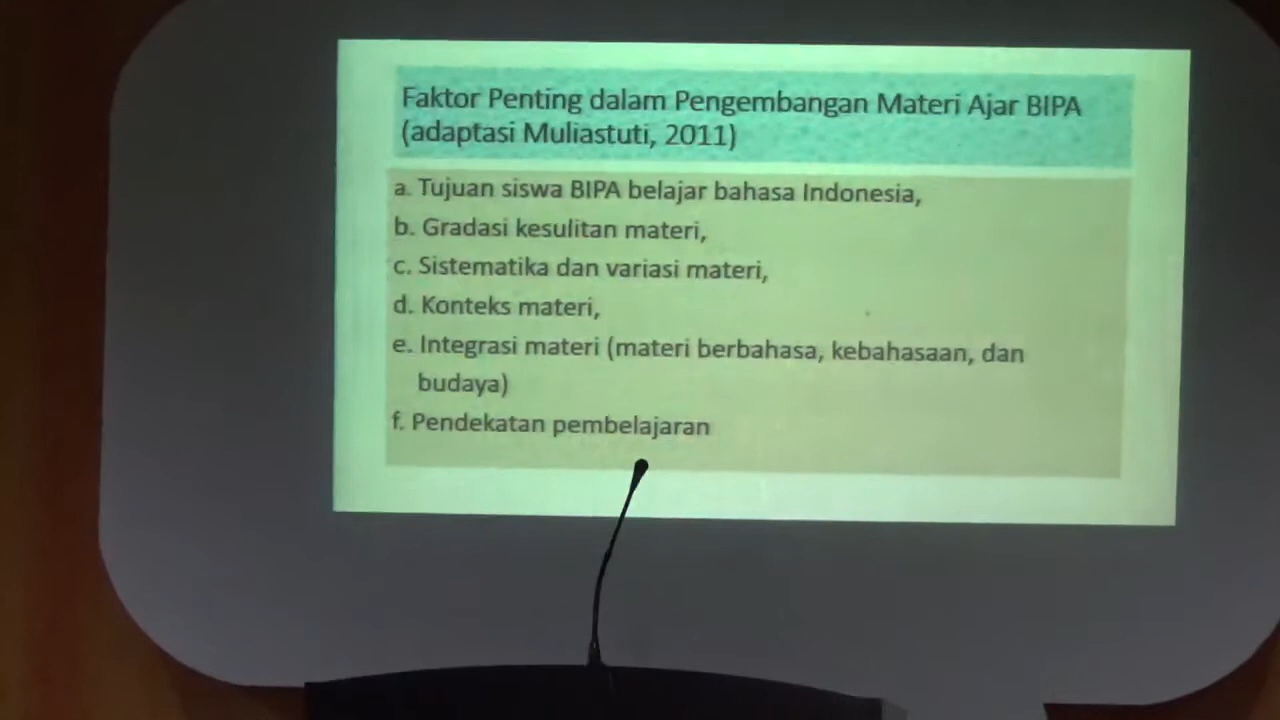 Faktor Penting dalam Pengembangan Materi Ajar BIPA
(adaptasi Muliastuti, 2011)
a. Tujuan siswa BIPA belajar bahasa Indonesia,
b. Gradasi kesulitan materi,
c. Sistematika dan variasi materi,
d. Konteks materi,
e. Integrasi materi (materi berbahasa, kebahasaan, dan
budaya)
f. Pendekatan pembelajaran